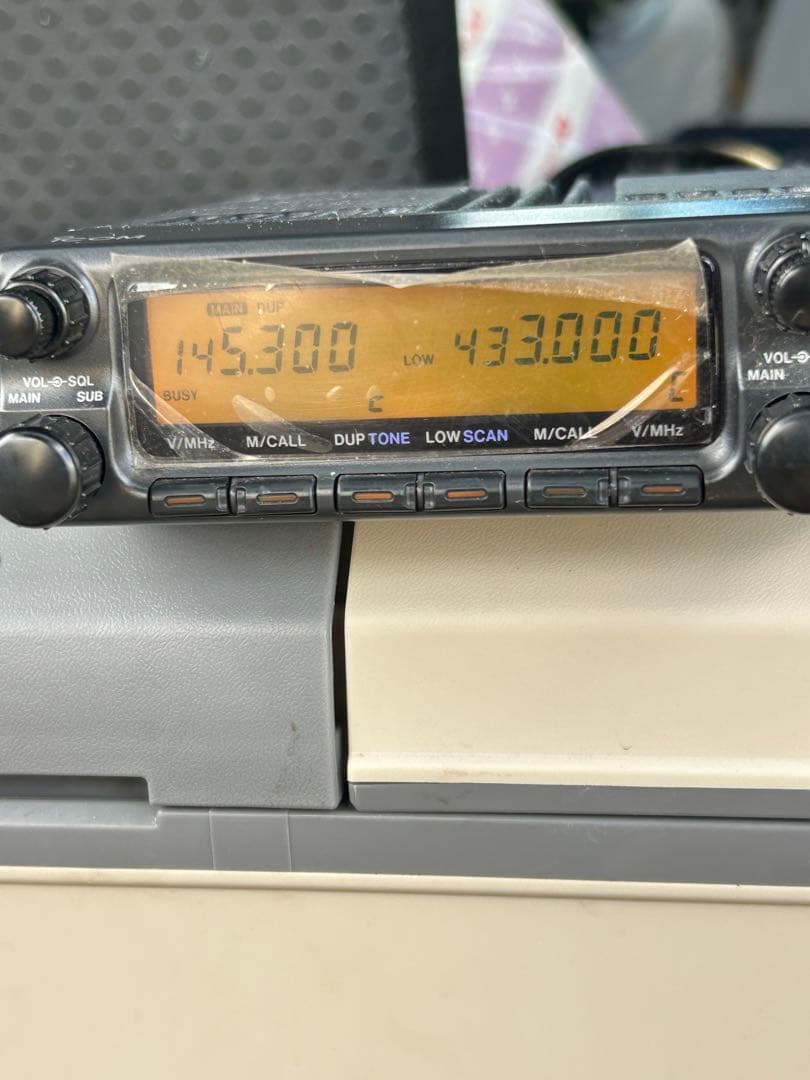 ICOM
MAIN DUP
145.300 LOW 433.000
BUSY C C
VOL SQL
MAIN SUB
V/MHz M/CALL DUP TONE LOW SCAN M/CALL V/MHz
VOL
MAIN